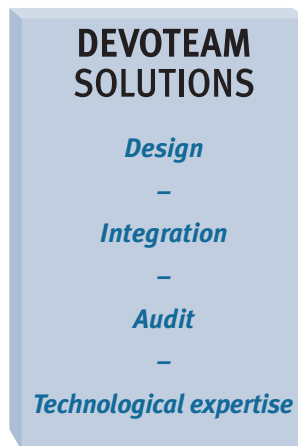 DEVOTEAM
SOLUTIONS
Design
–
Integration
–
Audit
–
Technological expertise